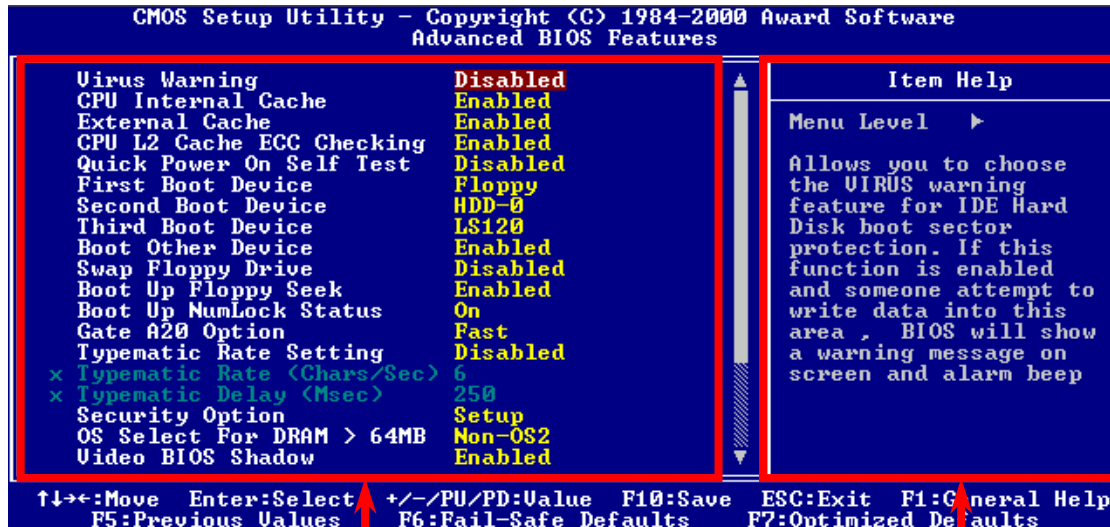 CMOS Setup Utility - Copyright (C) 1984-2000 Award Software
Advanced BIOS Features
Virus Warning Disabled
CPU Internal Cache Enabled
External Cache Enabled
CPU L2 Cache ECC Checking Enabled
Quick Power On Self Test Disabled
First Boot Device Floppy
Second Boot Device HDD-0
Third Boot Device LS120
Boot Other Device Enabled
Swap Floppy Drive Disabled
Boot Up Floppy Seek Enabled
Boot Up NumLock Status On
Gate A20 Option Fast
Typematic Rate Setting Disabled
x Typematic Rate (Chars/Sec) 6
x Typematic Delay (Msec) 250
Security Option Setup
OS Select For DRAM > 64MB Non-OS2
Video BIOS Shadow Enabled
Item Help
Menu Level ►
Allows you to choose
the VIRUS warning
feature for IDE Hard
Disk boot sector
protection. If this
function is enabled
and someone attempt to
write data into this
area , BIOS will show
a warning message on
screen and alarm beep
↑↓→←:Move Enter:Select +/-/PU/PD:Value F10:Save ESC:Exit F1:General Help
F5:Previous Values F6:Fail-Safe Defaults F7:Optimized Defaults